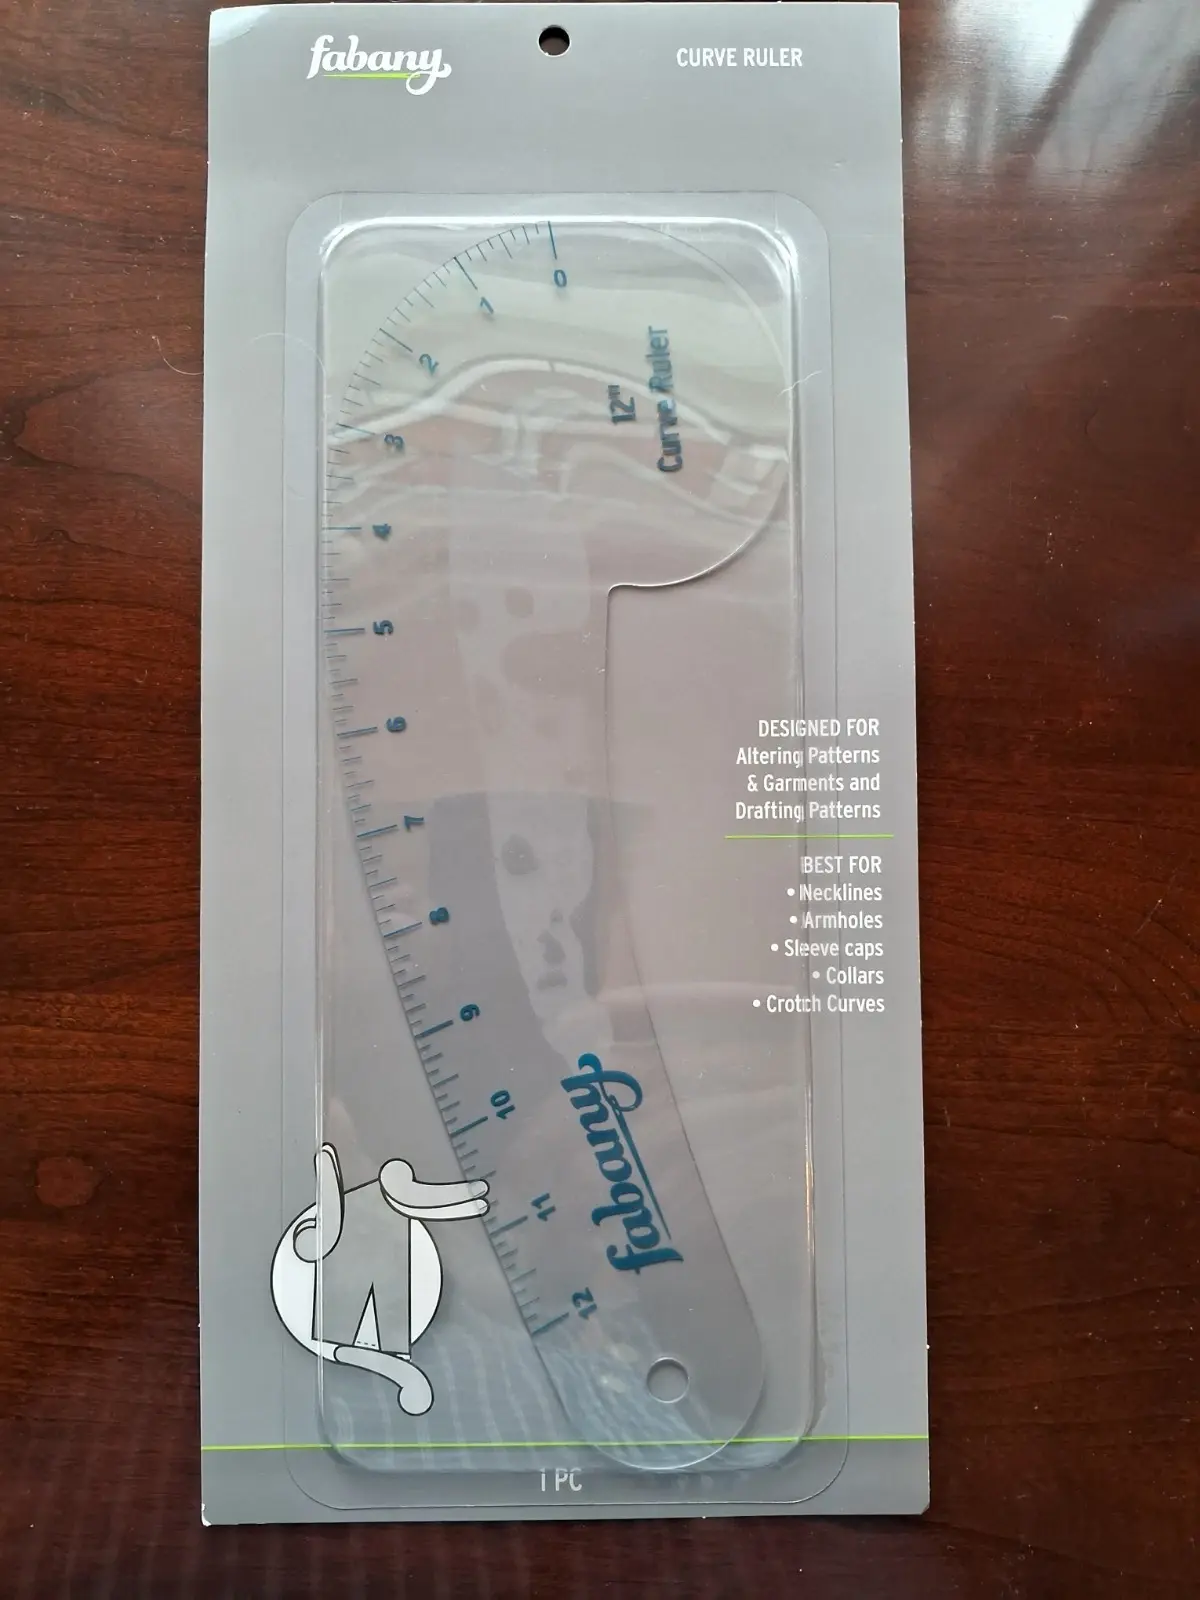 fabany
CURVE RULER
0
1
2
3
4
5
6
7
8
9
10
11
12
12"
Curve Ruler
fabany
DESIGNED FOR
Altering Patterns
& Garments and
Drafting Patterns
BEST FOR
• Necklines
• Armholes
• Sleeve caps
• Collars
• Crotch Curves
1 PC